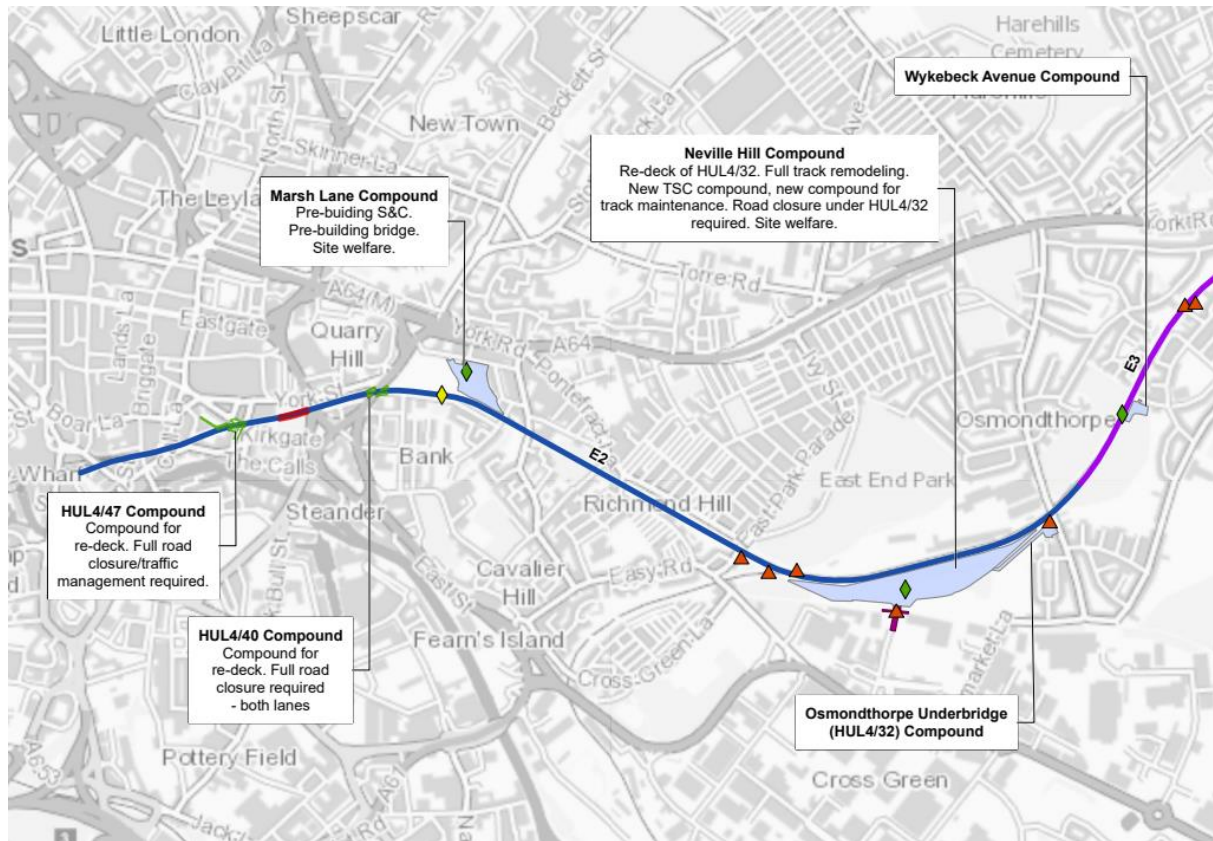 Sheepscar
Little London
Clay Pit La
North St
Beckett St
Harehills
Cemetery
Wykebeck Avenue Compound
New Town
Skinner La
The Leyla
Neville Hill Compound
Re-deck of HUL4/32. Full track remodeling.
New TSC compound, new compound for
track maintenance. Road closure under HUL4/32
required. Site welfare.
Marsh Lane Compound
Pre-buiding S&C.
Pre-building bridge.
Site welfare.
York Rd
Torre Rd
A64(M)
Eastgate
Quarry
Hill
York Rd
A64
Pontefract La
Lands La
Briggate
York St
Boar La
Kirkgate
The Calls
E3
Osmondthorpe
Bank
E2
East Park Parade
East End Park
Richmond Hill
Steander
HUL4/47 Compound
Compound for
re-deck. Full road
closure/traffic
management required.
East St
Easy Rd
Cavalier
Hill
HUL4/40 Compound
Compound for
re-deck. Full road
closure required
- both lanes
Fearn's Island
Cross Green La
market La
Osmondthorpe Underbridge
(HUL4/32) Compound
Pottery Field
A653
A61
Cross Green